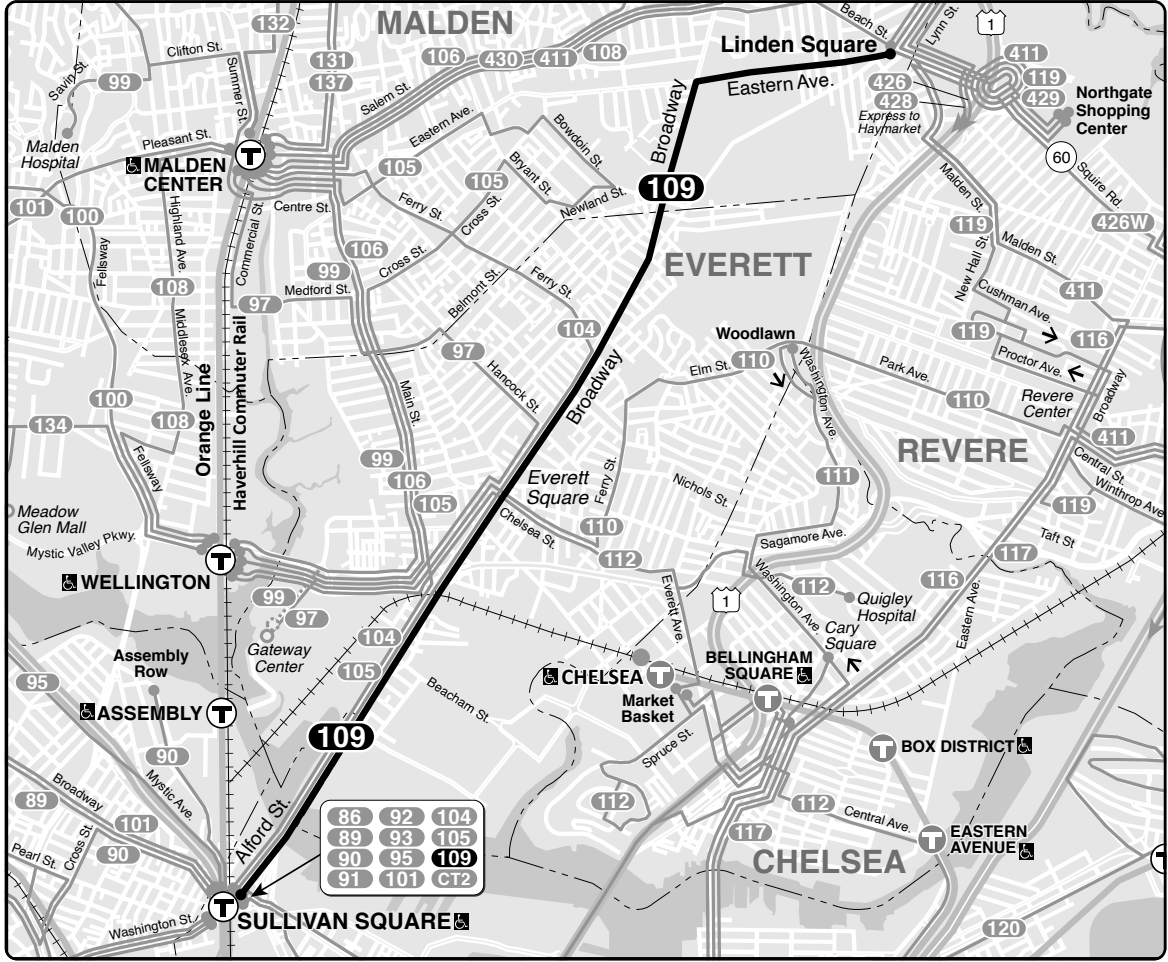 MALDEN
132
131
137
Clifton St.
Summer St.
Savin St.
99
106
430
411
108
Salem St.
Linden Square
Beach St.
Lynn St.
1
411
119
429
Northgate
Shopping
Center
426
428
Express to
Haymarket
Eastern Ave.
Broadway
109
Malden
Hospital
Pleasant St.
MALDEN
CENTER
T
Eastern Ave.
Bowdoin St.
Bryant St.
Newland St.
105
105
Ferry St.
Cross St.
Centre St.
60
Squire Rd.
426W
101
100
Fellsway
Highland Ave.
108
Commercial St.
97
106
99
Medford St.
Cross St.
Belmont St.
Ferry St.
EVERETT
Malden St.
119
New Hall St.
Malden St.
411
Cushman Ave.
119
116
Proctor Ave.
Revere
Center
Broadway
Middlesex Ave.
Orange Line
Haverhill Commuter Rail
104
97
Hancock St.
Broadway
Woodlawn
Elm St.
110
Washington Ave.
Park Ave.
110
REVERE
411
Central St.
Winthrop Ave
119
Taft St
100
108
134
Fellsway
Main St.
99
106
105
Everett
Square
Ferry St.
110
Nichols St.
111
Meadow
Glen Mall
Mystic Valley Pkwy.
T
WELLINGTON
Chelsea St.
112
Sagamore Ave.
117
116
Eastern Ave.
99
97
Gateway
Center
104
105
Everett Ave.
1
Washington Ave.
112
Quigley
Hospital
Cary
Square
Assembly
Row
95
ASSEMBLY
T
90
Mystic Ave.
Beacham St.
CHELSEA
T
Market
Basket
BELLINGHAM
SQUARE
T
Spruce St.
112
T
BOX DISTRICT
109
Alford St.
89
Broadway
101
Cross St.
90
Pearl St.
86
92
104
89
93
105
90
95
109
91
101
CT2
117
112
Central Ave.
T
EASTERN
AVENUE
CHELSEA
T
SULLIVAN SQUARE
Washington St.
120